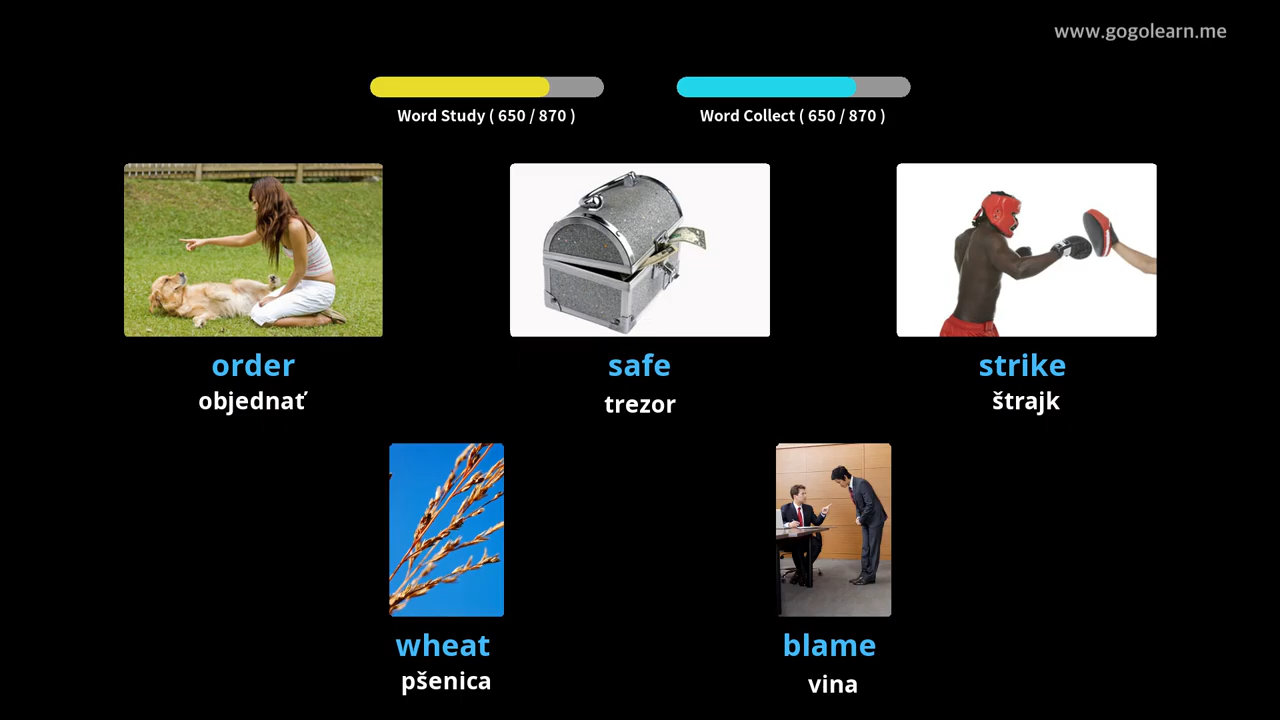 www.gogolearn.me
Word Study ( 650 / 870 )
Word Collect ( 650 / 870 )
order
objednať
safe
trezor
strike
štrajk
wheat
pšenica
blame
vina